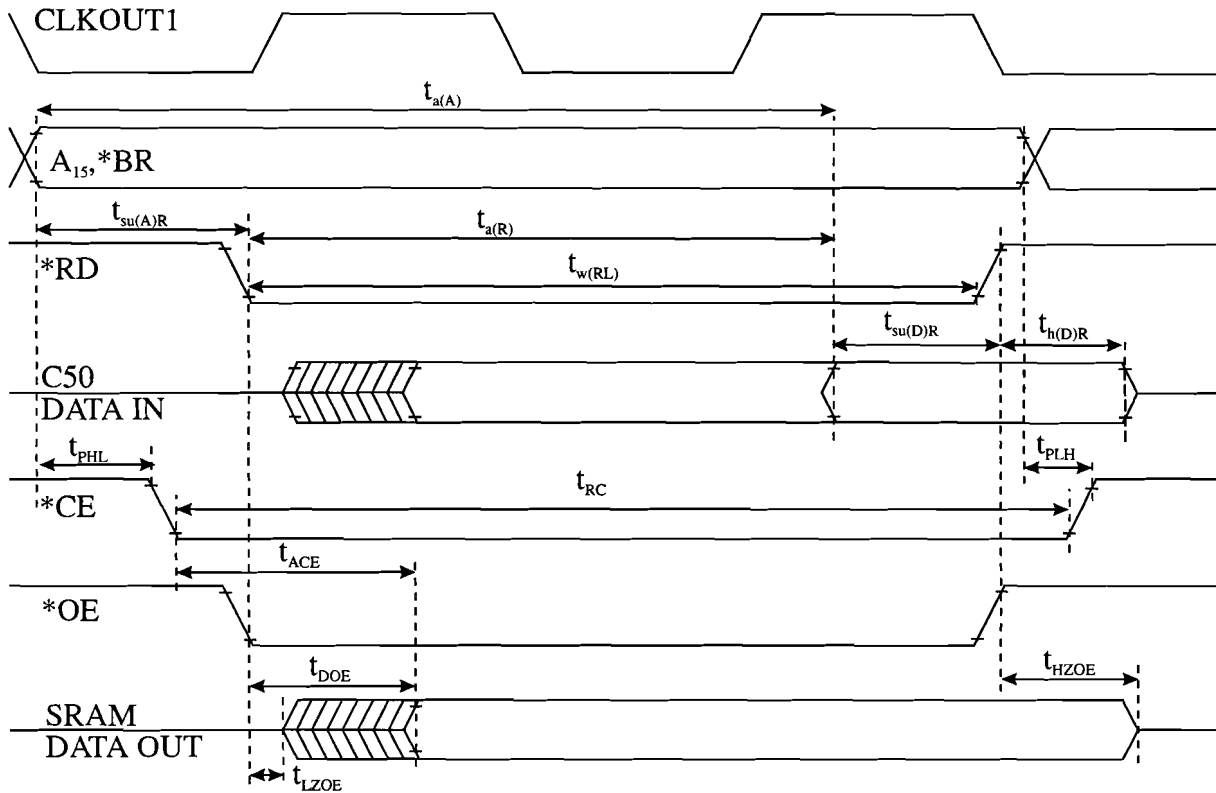 CLKOUT1
t_a(A)
A_15,*BR
t_su(A)R
t_a(R)
*RD
t_w(RL)
t_su(D)R
t_h(D)R
C50
DATA IN
t_PHL
t_PLH
*CE
t_RC
t_ACE
*OE
t_DOE
t_HZOE
SRAM
DATA OUT
t_LZOE